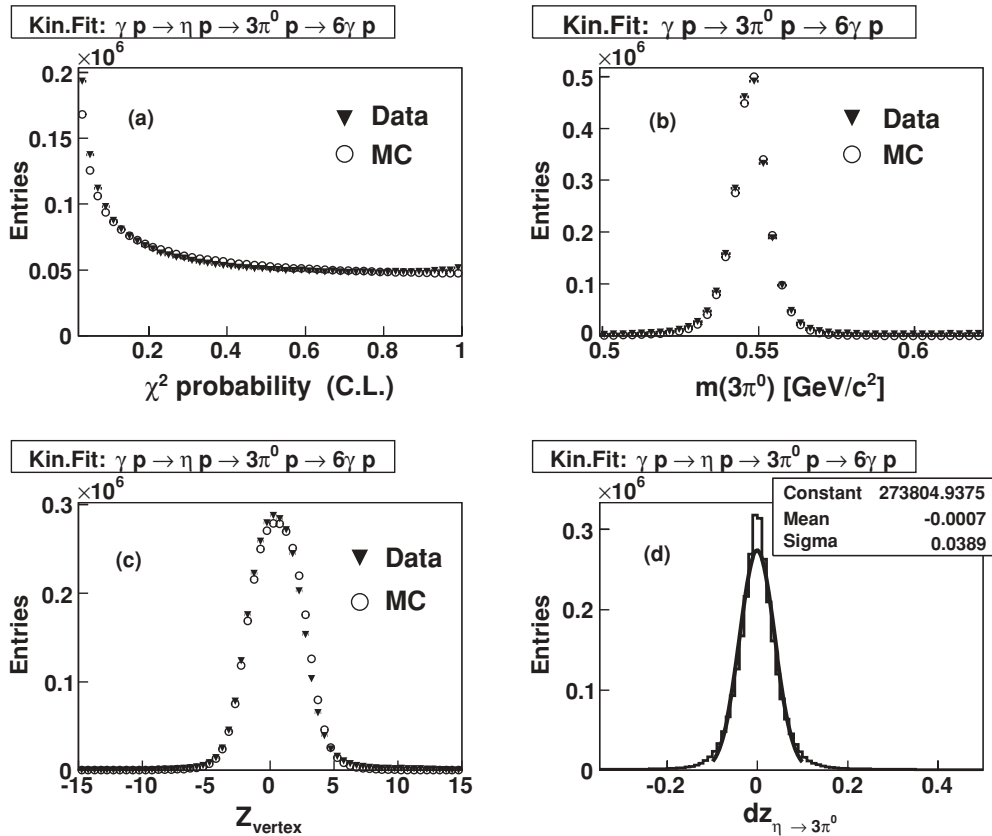 Kin.Fit: γ p → η p → 3π⁰ p → 6γ p
×10⁶
0.2
0.15
0.1
0.05
0
Entries
(a)
Data
MC
0.2 0.4 0.6 0.8 1
χ² probability (C.L.)
Kin.Fit: γ p → 3π⁰ p → 6γ p
×10⁶
0.5
0.4
0.3
0.2
0.1
0
Entries
(b)
Data
MC
0.5 0.55 0.6
m(3π⁰) [GeV/c²]
Kin.Fit: γ p → η p → 3π⁰ p → 6γ p
×10⁶
0.3
0.2
0.1
0
Entries
(c)
Data
MC
-15 -10 -5 0 5 10 15
Z_vertex
Kin.Fit: γ p → η p → 3π⁰ p → 6γ p
×10⁶
Constant 273804.9375
Mean -0.0007
Sigma 0.0389
0.3
0.2
0.1
0
Entries
(d)
-0.2 0 0.2 0.4
dz_η → 3π⁰